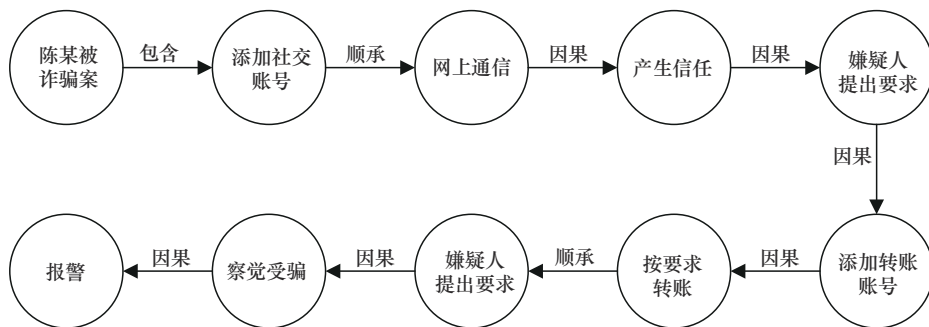 陈某被
诈骗案
包含
添加社交
账号
顺承
网上通信
因果
产生信任
因果
嫌疑人
提出要求
因果
添加转账
账号
因果
按要求
转账
顺承
嫌疑人
提出要求
因果
察觉受骗
因果
报警